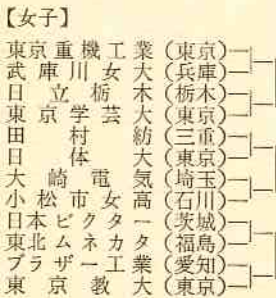 【女子】
東京重機工業(東京)
武庫川女大(兵庫)
日立栃木(栃木)
東京学芸大(東京)
田村紡(三重)
日体大(東京)
大崎電気(埼玉)
小松市女高(石川)
日本ビクター(茨城)
東北ムネカタ(福島)
ブラザー工業(愛知)
東京教大(東京)